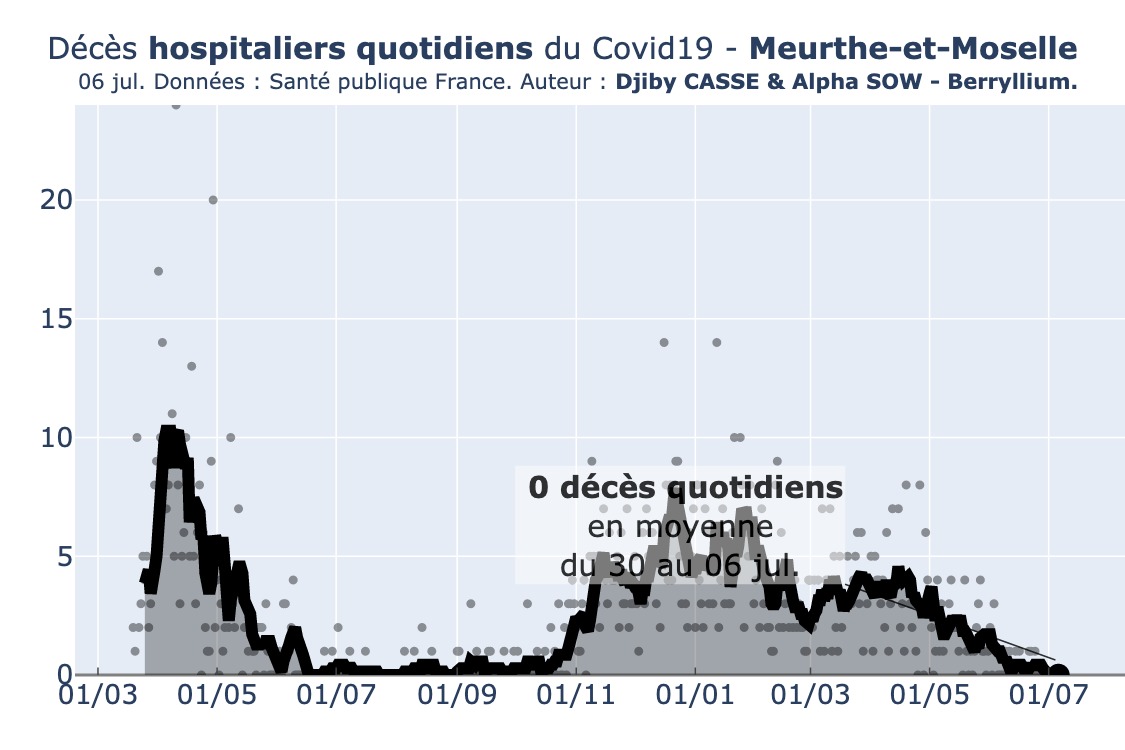 Décès hospitaliers quotidiens du Covid19 - Meurthe-et-Moselle
06 jul. Données : Santé publique France. Auteur : Djiby CASSE & Alpha SOW - Berryllium.
20
15
10
5
0
0 décès quotidiens
en moyenne
du 30 au 06 jul.
01/03 01/05 01/07 01/09 01/11 01/01 01/03 01/05 01/07